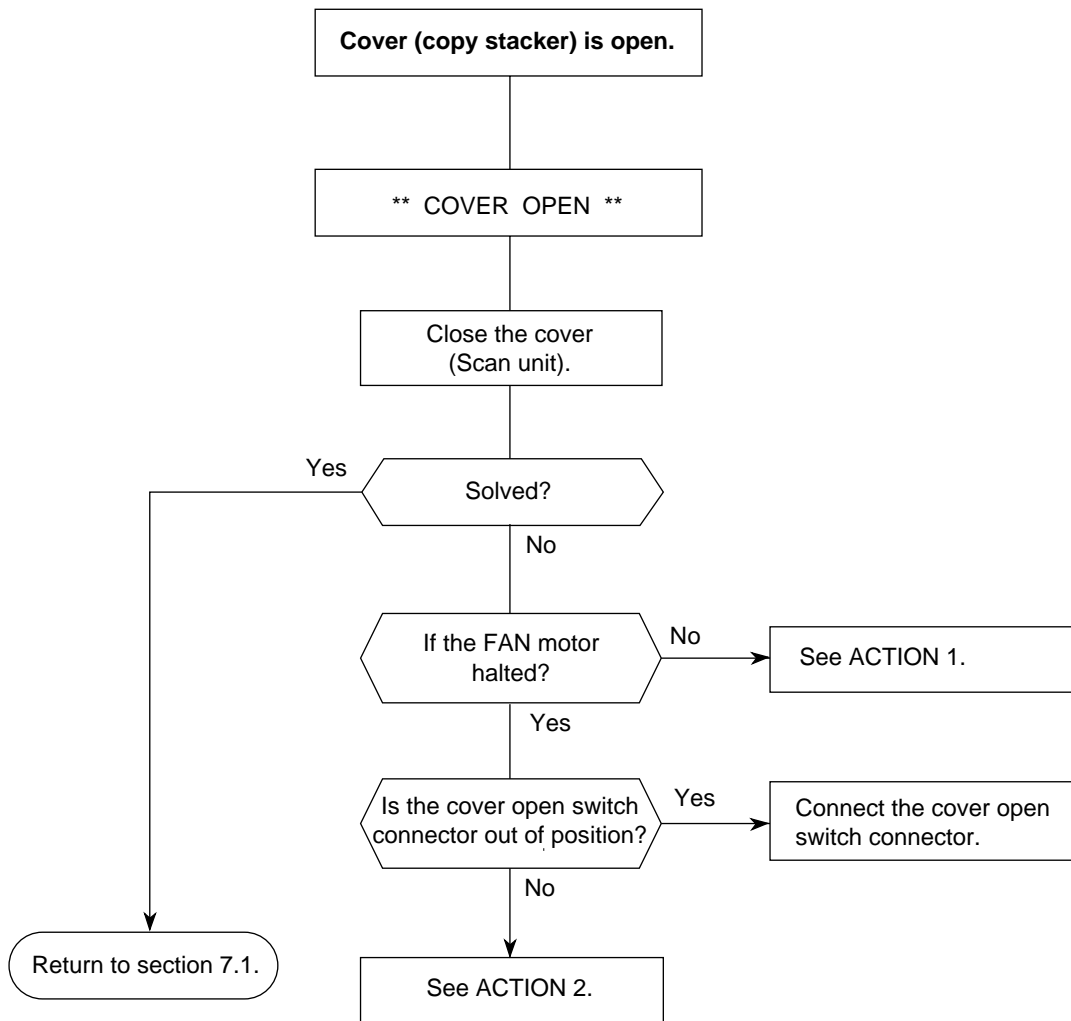 Cover (copy stacker) is open.
** COVER OPEN **
Close the cover
(Scan unit).
Yes
Solved?
No
If the FAN motor
halted?
No
See ACTION 1.
Yes
Is the cover open switch
connector out of position?
Yes
Connect the cover open
switch connector.
No
Return to section 7.1.
See ACTION 2.